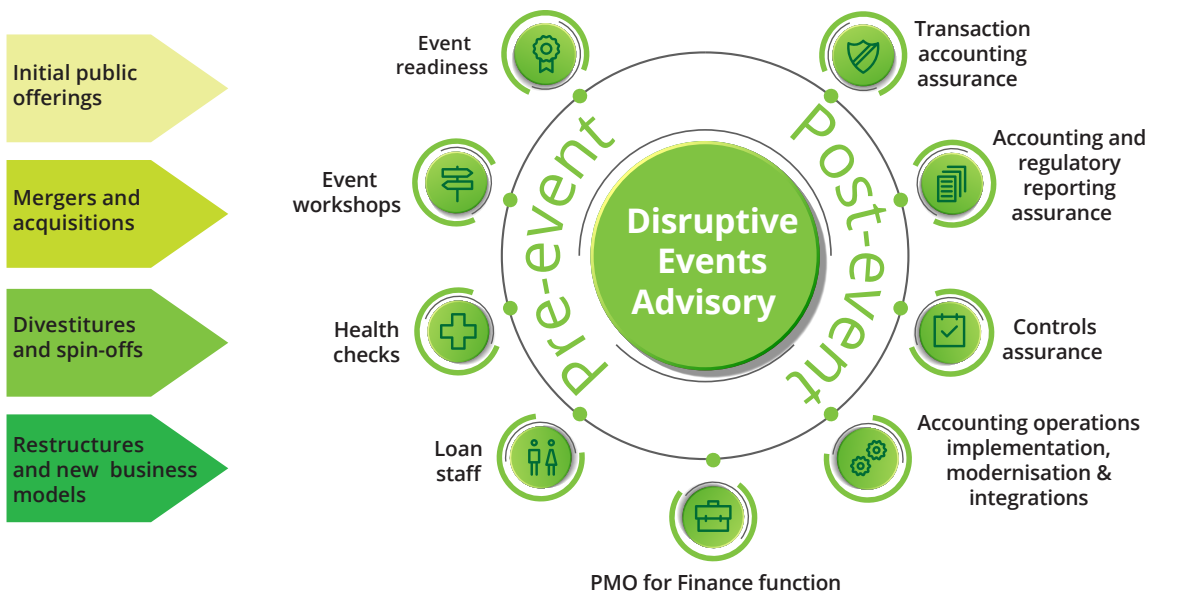 Initial public
offerings
Mergers and
acquisitions
Divestitures
and spin-offs
Restructures
and new business
models
Event
readiness
Event
workshops
Health
checks
Loan
staff
Pre-event
Disruptive
Events
Advisory
Post-event
Transaction
accounting
assurance
Accounting and
regulatory
reporting
assurance
Controls
assurance
Accounting operations
implementation,
modernisation &
integrations
PMO for Finance function